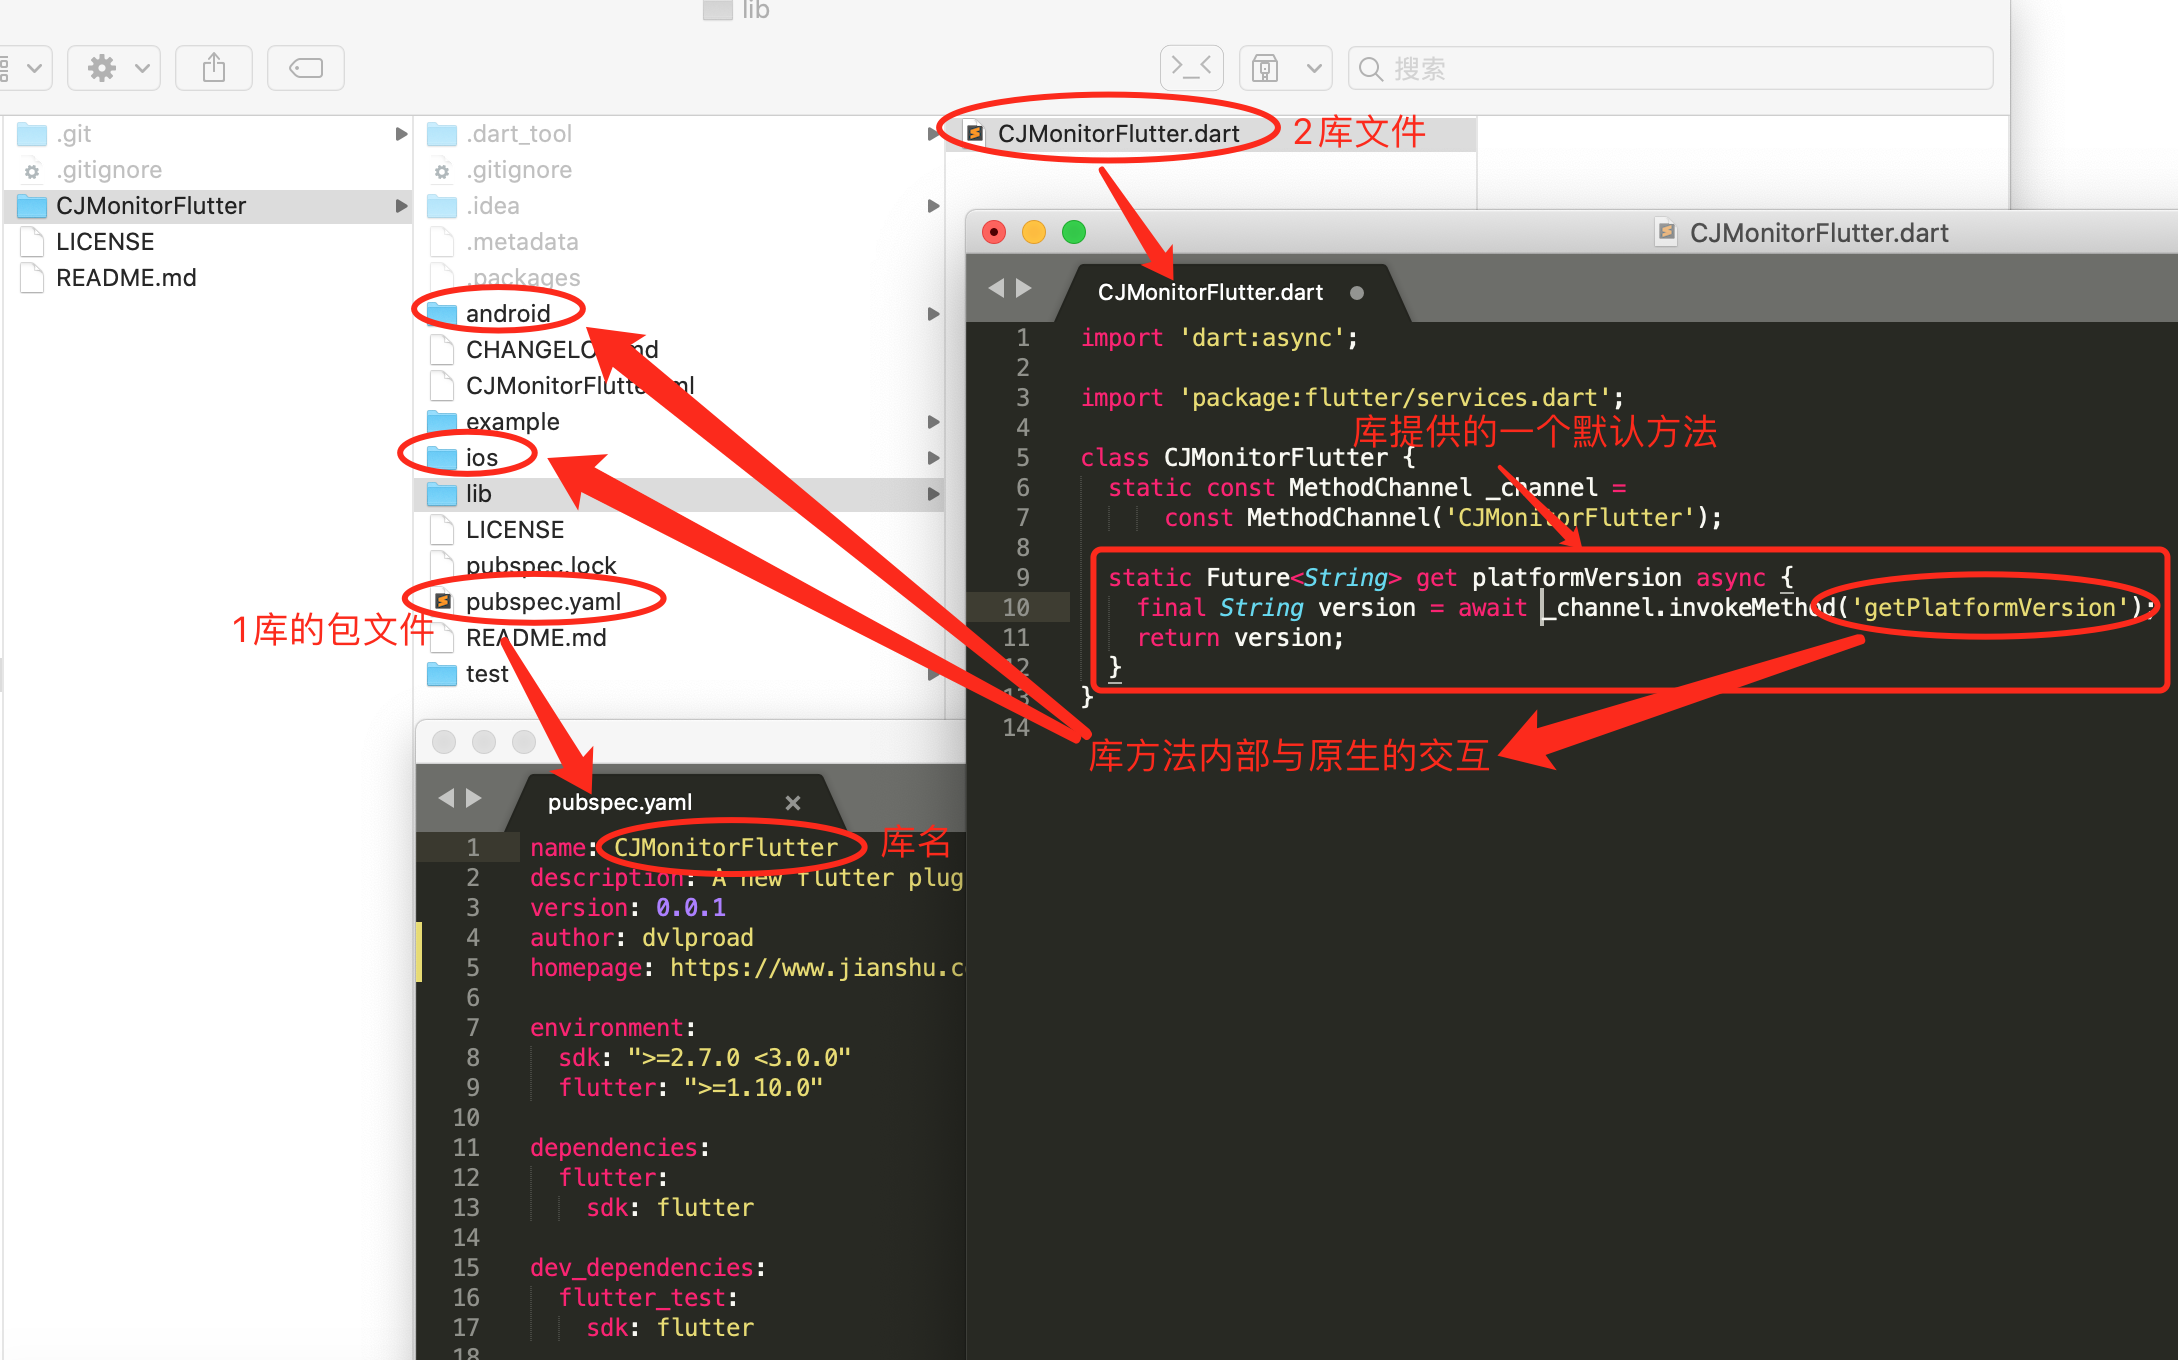 lib
搜索
.git
.gitignore
CJMonitorFlutter
LICENSE
README.md
.dart_tool
.gitignore
.idea
.metadata
.packages
android
example
ios
lib
LICENSE
pubspec.lock
pubspec.yaml
README.md
test
1库的包文件
CJMonitorFlutter.dart
2库文件
CJMonitorFlutter.dart
CJMonitorFlutter.dart
1 import 'dart:async';
2
3 import 'package:flutter/services.dart';
4
库提供的一个默认方法
5 class CJMonitorFlutter {
6 static const MethodChannel _channel =
7 const MethodChannel('CJMonitorFlutter');
8
9 static Future<String> get platformVersion async {
10 final String version = await _channel.invokeMethod('getPlatformVersion');
11 return version;
12 }
13 }
14
库方法内部与原生的交互
pubspec.yaml
1 name: CJMonitorFlutter
库名
2 description: A new flutter plug
3 version: 0.0.1
4 author: dvlproad
5 homepage: https://www.jianshu.c
6
7 environment:
8 sdk: ">=2.7.0 <3.0.0"
9 flutter: ">=1.10.0"
10
11 dependencies:
12 flutter:
13 sdk: flutter
14
15 dev_dependencies:
16 flutter_test:
17 sdk: flutter
18